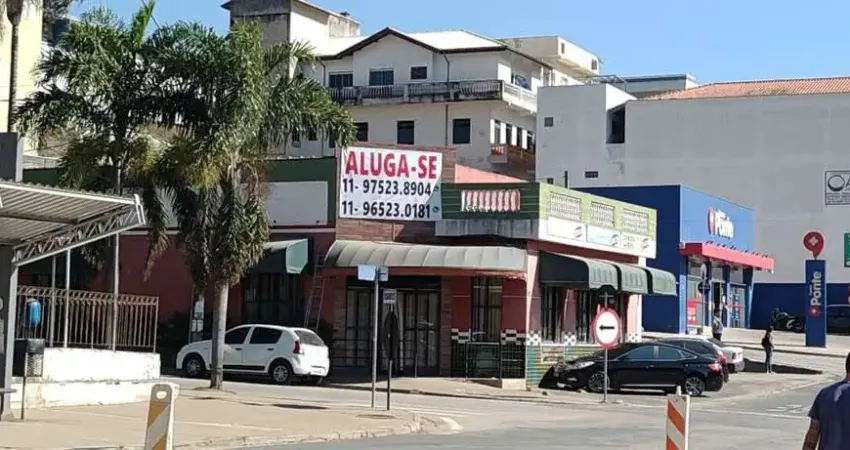 ALUGA-SE
11- 97523.8904
11- 96523.0181
Ponte
Ponte